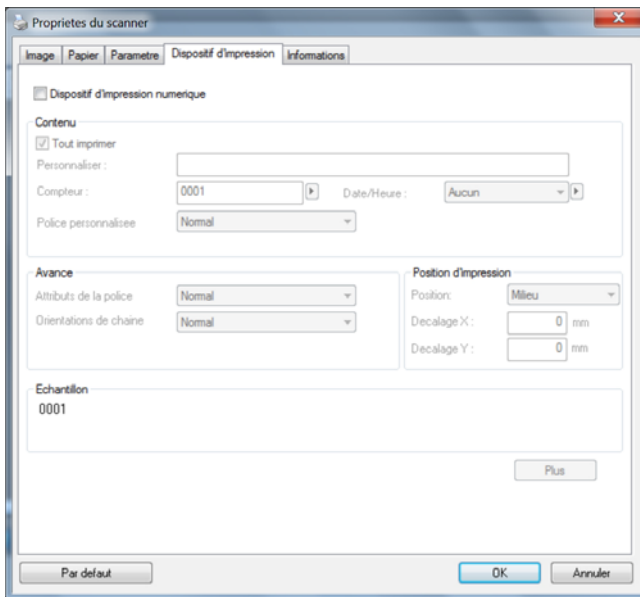 Proprietes du scanner
Image Papier Parametre Dispositif d'impression Informations
Dispositif d'impression numerique
Contenu
Tout imprimer
Personnaliser :
Compteur : 0001 Date/Heure : Aucun
Police personnalisee Normal
Avance Position d'impression
Attributs de la police Normal Position: Milieu
Orientations de chaine Normal Decalage X : 0 mm
Decalage Y : 0 mm
Echantillon
0001
Plus
Par defaut OK Annuler